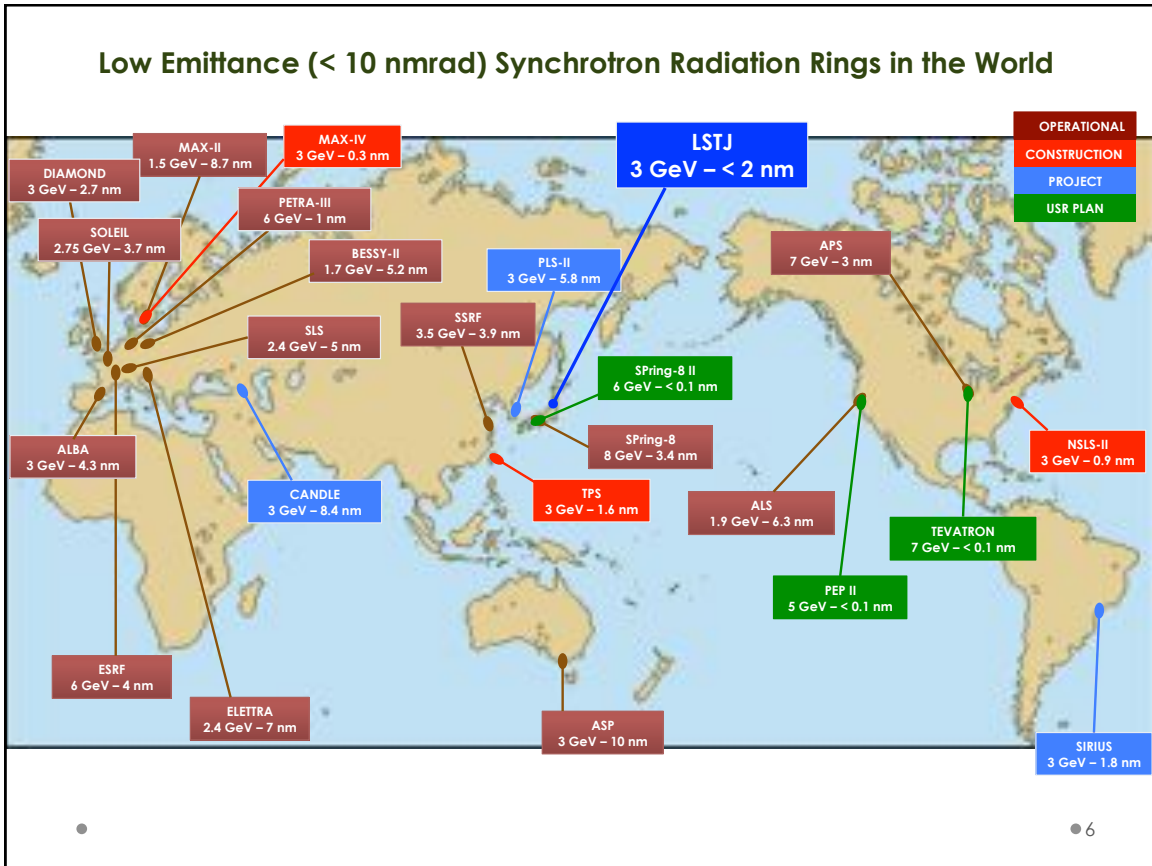 Low Emittance (< 10 nmrad) Synchrotron Radiation Rings in the World
OPERATIONAL
CONSTRUCTION
PROJECT
USR PLAN
MAX-II
1.5 GeV – 8.7 nm
MAX-IV
3 GeV – 0.3 nm
LSTJ
3 GeV – < 2 nm
DIAMOND
3 GeV – 2.7 nm
PETRA-III
6 GeV – 1 nm
SOLEIL
2.75 GeV – 3.7 nm
BESSY-II
1.7 GeV – 5.2 nm
PLS-II
3 GeV – 5.8 nm
APS
7 GeV – 3 nm
SSRF
3.5 GeV – 3.9 nm
SLS
2.4 GeV – 5 nm
SPring-8 II
6 GeV – < 0.1 nm
ALBA
3 GeV – 4.3 nm
SPring-8
8 GeV – 3.4 nm
NSLS-II
3 GeV – 0.9 nm
CANDLE
3 GeV – 8.4 nm
TPS
3 GeV – 1.6 nm
ALS
1.9 GeV – 6.3 nm
TEVATRON
7 GeV – < 0.1 nm
PEP II
5 GeV – < 0.1 nm
ESRF
6 GeV – 4 nm
ELETTRA
2.4 GeV – 7 nm
ASP
3 GeV – 10 nm
SIRIUS
3 GeV – 1.8 nm
6